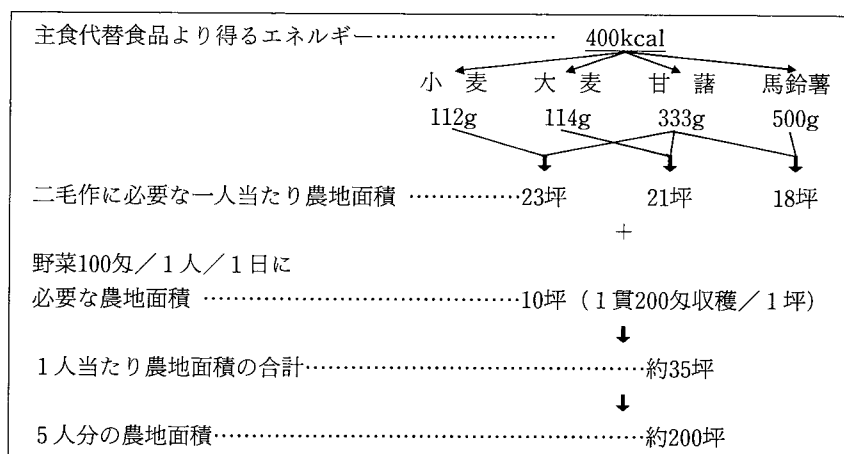 主食代替食品より得るエネルギー…………………… 400kcal
小 麦 大 麦 甘 藷 馬鈴薯
112g 114g 333g 500g
二毛作に必要な一人当たり農地面積 ……………23坪 21坪 18坪
+
野菜100匁／1人／1日に
必要な農地面積 ………………………………10坪（1貫200匁収穫／1坪）
1人当たり農地面積の合計…………………………………約35坪
5人分の農地面積…………………………………………約200坪